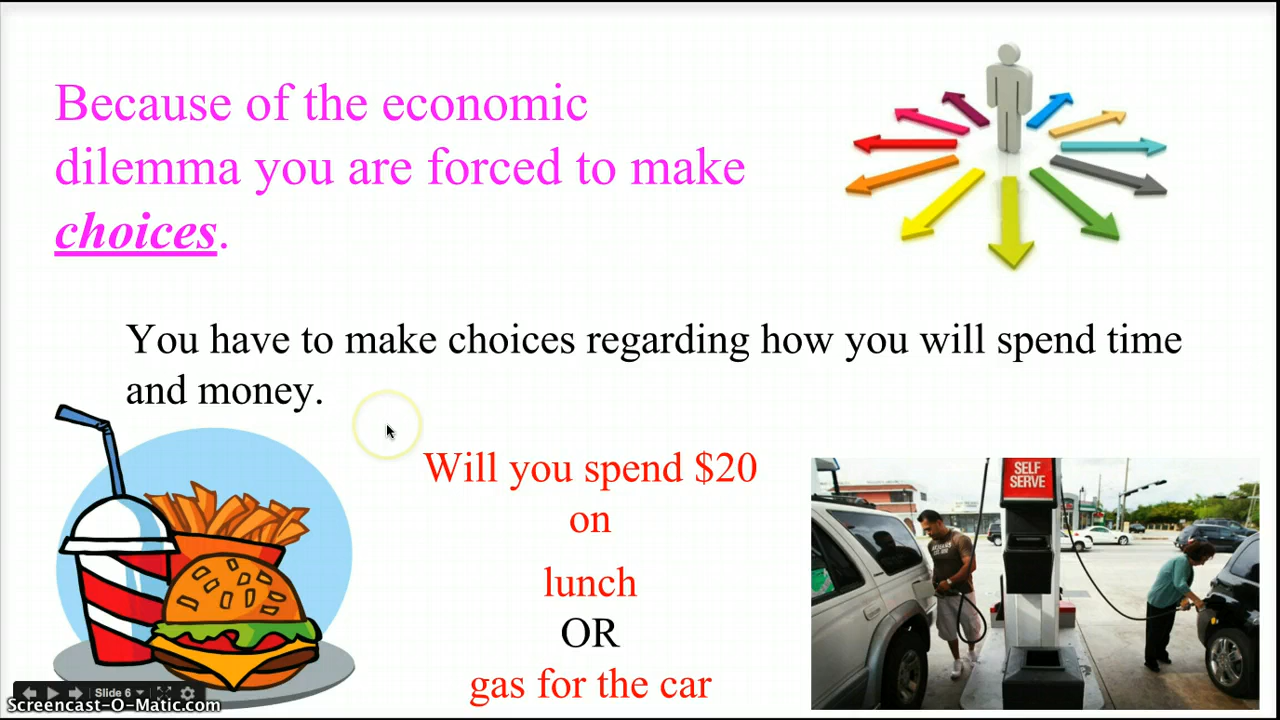 Because of the economic
dilemma you are forced to make
choices.
You have to make choices regarding how you will spend time
and money.
Will you spend $20
on
lunch
OR
gas for the car
SELF
SERVE
Slide 6
Screencast-O-Matic.com